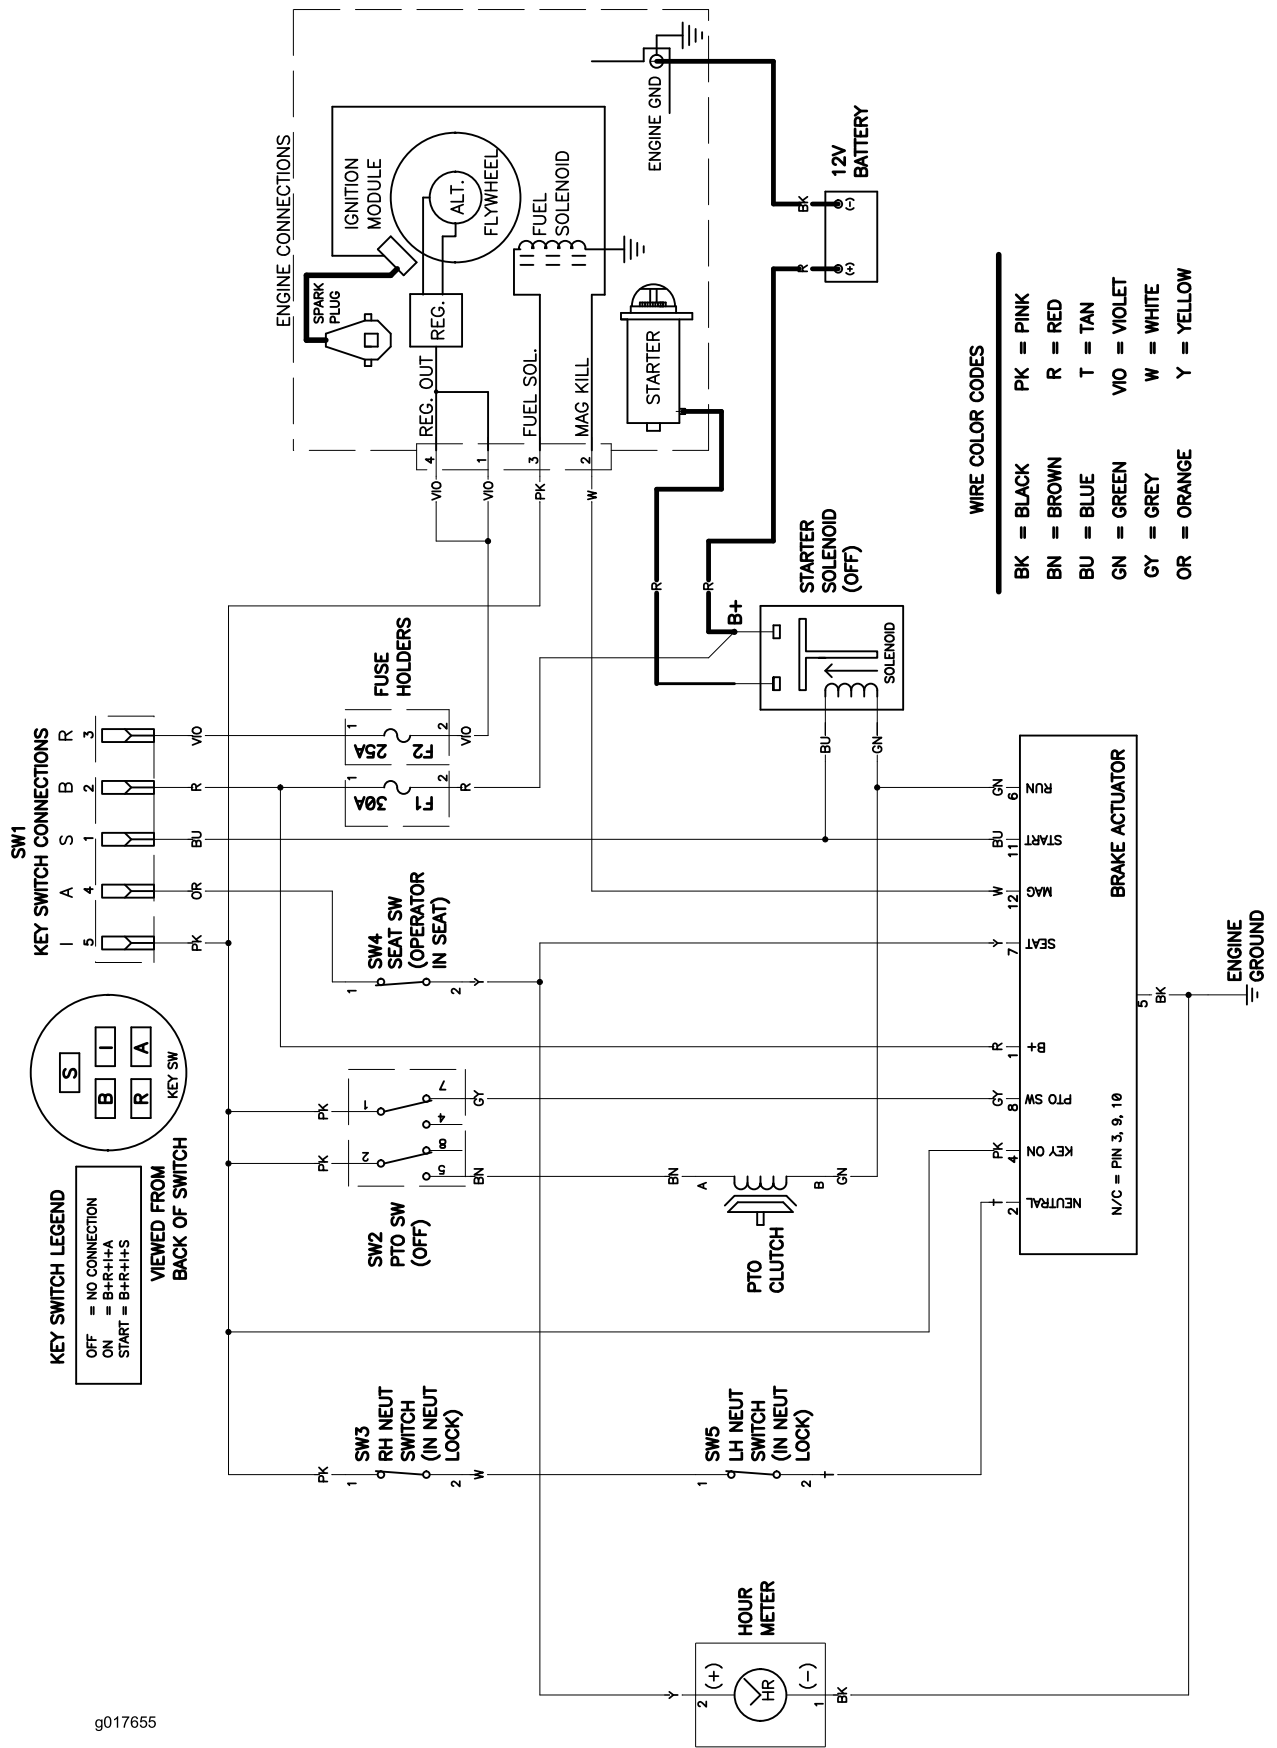 SW1
KEY SWITCH CONNECTIONS
I A S B R
5 4 1 2 3
PK OR BU R VIO
KEY SWITCH LEGEND
OFF = NO CONNECTION
ON = B+R+I+A
START = B+R+I+S
VIEWED FROM
BACK OF SWITCH
S
B I
R A
KEY SW
ENGINE CONNECTIONS
SPARK
PLUG
IGNITION
MODULE
ALT.
FLYWHEEL
REG.
FUEL
SOLENOID
ENGINE GND
REG. OUT
FUEL SOL.
MAG KILL
4
1
3
2
VIO
VIO
PK
W
STARTER
12V
BATTERY
BK
(-)
R
(+)
FUSE
HOLDERS
1
25A
F2
2
VIO
1
30A
F1
2
R
R
R
B+
STARTER
SOLENOID
(OFF)
SOLENOID
BU
GN
SW4
SEAT SW
(OPERATOR
IN SEAT)
1
2
Y
SW2
PTO SW
(OFF)
PK
PK
1
7
4
2
8
5
GY
BN
BN
A
B
GN
PTO
CLUTCH
SW3
RH NEUT
SWITCH
(IN NEUT
LOCK)
PK
1
2
W
SW5
LH NEUT
SWITCH
(IN NEUT
LOCK)
1
2
T
HOUR
METER
Y
2
(+)
HR
(-)
1
BK
BRAKE ACTUATOR
GN 6 RUN
BU 11 START
W 12 MAG
Y 7 SEAT
R 1 B+
GY 8 PTO SW
PK 4 KEY ON
T 2 NEUTRAL
N/C = PIN 3, 9, 10
5
BK
ENGINE
GROUND
WIRE COLOR CODES
BK = BLACK PK = PINK
BN = BROWN R = RED
BU = BLUE T = TAN
GN = GREEN VIO = VIOLET
GY = GREY W = WHITE
OR = ORANGE Y = YELLOW
g017655